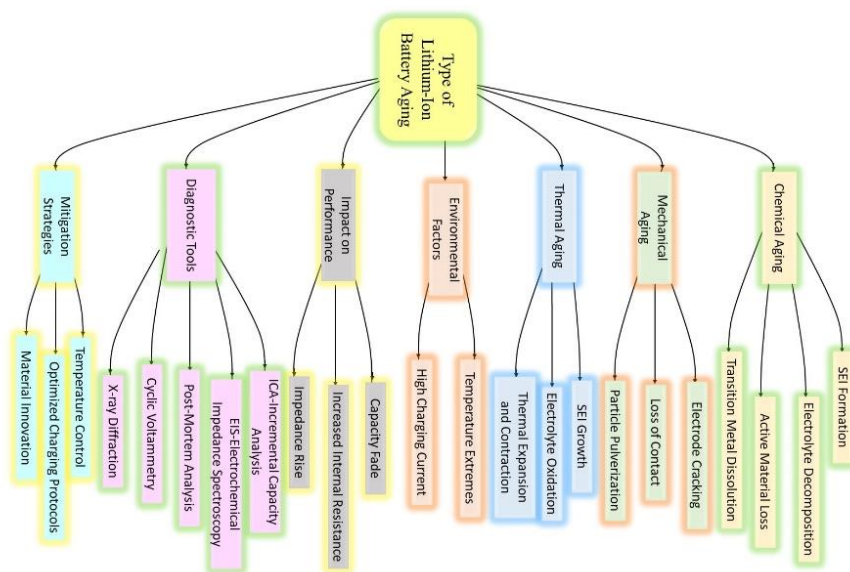 Type of
Lithium-Ion
Battery Aging
Chemical Aging
SEI Formation
Electrolyte Decomposition
Active Material Loss
Transition Metal Dissolution
Mechanical
Aging
Electrode Cracking
Loss of Contact
Particle Pulverization
Thermal Aging
SEI Growth
Electrolyte Oxidation
Thermal Expansion
and Contraction
Environmental
Factors
Temperature Extremes
High Charging Current
Impact on
Performance
Capacity Fade
Increased Internal Resistance
Impedance Rise
Diagnostic Tools
ICA-Incremental Capacity
Analysis
EIS-Electrochemical
Impedance Spectroscopy
Post-Mortem Analysis
Cyclic Voltammetry
X-ray Diffraction
Mitigation
Strategies
Temperature Control
Optimized Charging Protocols
Material Innovation